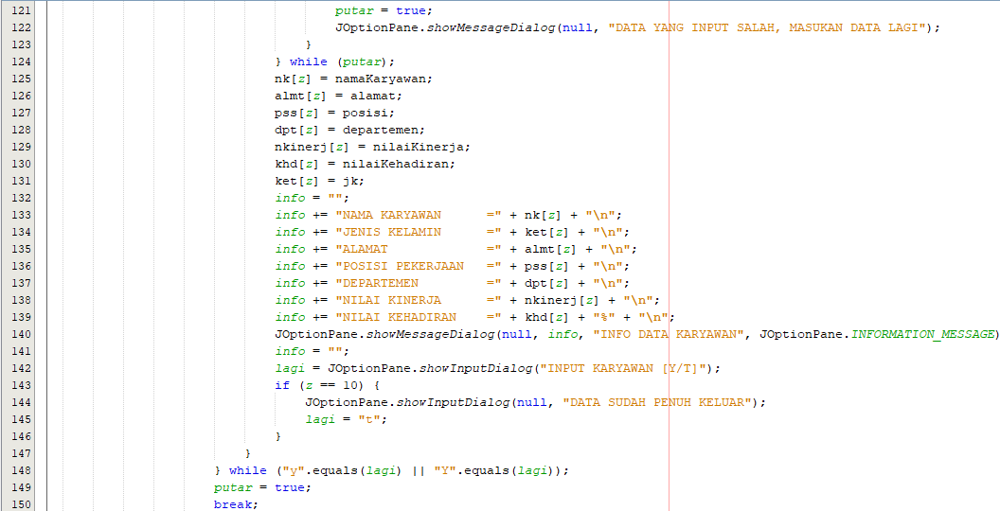 121 putar = true;
122 JOptionPane.showMessageDialog(null, "DATA YANG INPUT SALAH, MASUKAN DATA LAGI");
123 }
124 } while (putar);
125 nk[z] = namaKaryawan;
126 almt[z] = alamat;
127 pss[z] = posisi;
128 dpt[z] = departemen;
129 nkinerj[z] = nilaiKinerja;
130 khd[z] = nilaiKehadiran;
131 ket[z] = jk;
132 info = "";
133 info += "NAMA KARYAWAN      =" + nk[z] + "\n";
134 info += "JENIS KELAMIN      =" + ket[z] + "\n";
135 info += "ALAMAT             =" + almt[z] + "\n";
136 info += "POSISI PEKERJAAN   =" + pss[z] + "\n";
137 info += "DEPARTEMEN         =" + dpt[z] + "\n";
138 info += "NILAI KINERJA      =" + nkinerj[z] + "\n";
139 info += "NILAI KEHADIRAN    =" + khd[z] + "%" + "\n";
140 JOptionPane.showMessageDialog(null, info, "INFO DATA KARYAWAN", JOptionPane.INFORMATION_MESSAGE)
141 info = "";
142 lagi = JOptionPane.showInputDialog("INPUT KARYAWAN [Y/T]");
143 if (z == 10) {
144 JOptionPane.showInputDialog(null, "DATA SUDAH PENUH KELUAR");
145 lagi = "t";
146 }
147 }
148 } while ("y".equals(lagi) || "Y".equals(lagi));
149 putar = true;
150 break;